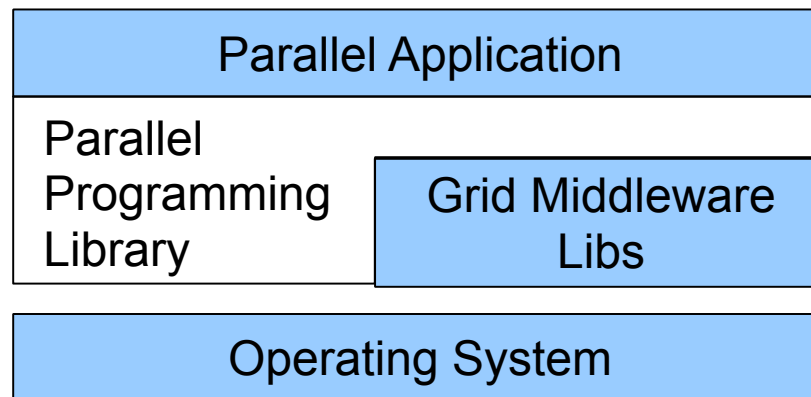 Parallel Application
Parallel
Programming
Library
Grid Middleware
Libs
Operating System